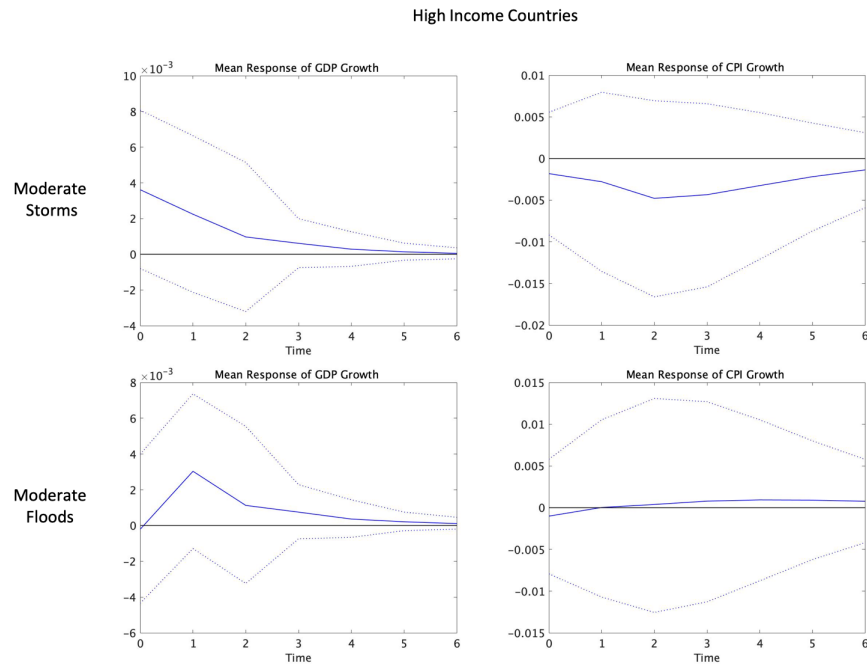 High Income Countries
Moderate
Storms
×10⁻³
Mean Response of GDP Growth
10
8
6
4
2
0
-2
-4
0 1 2 3 4 5 6
Time
Mean Response of CPI Growth
0.01
0.005
0
-0.005
-0.01
-0.015
-0.02
0 1 2 3 4 5 6
Time
Moderate
Floods
×10⁻³
Mean Response of GDP Growth
8
6
4
2
0
-2
-4
-6
0 1 2 3 4 5 6
Time
Mean Response of CPI Growth
0.015
0.01
0.005
0
-0.005
-0.01
-0.015
0 1 2 3 4 5 6
Time